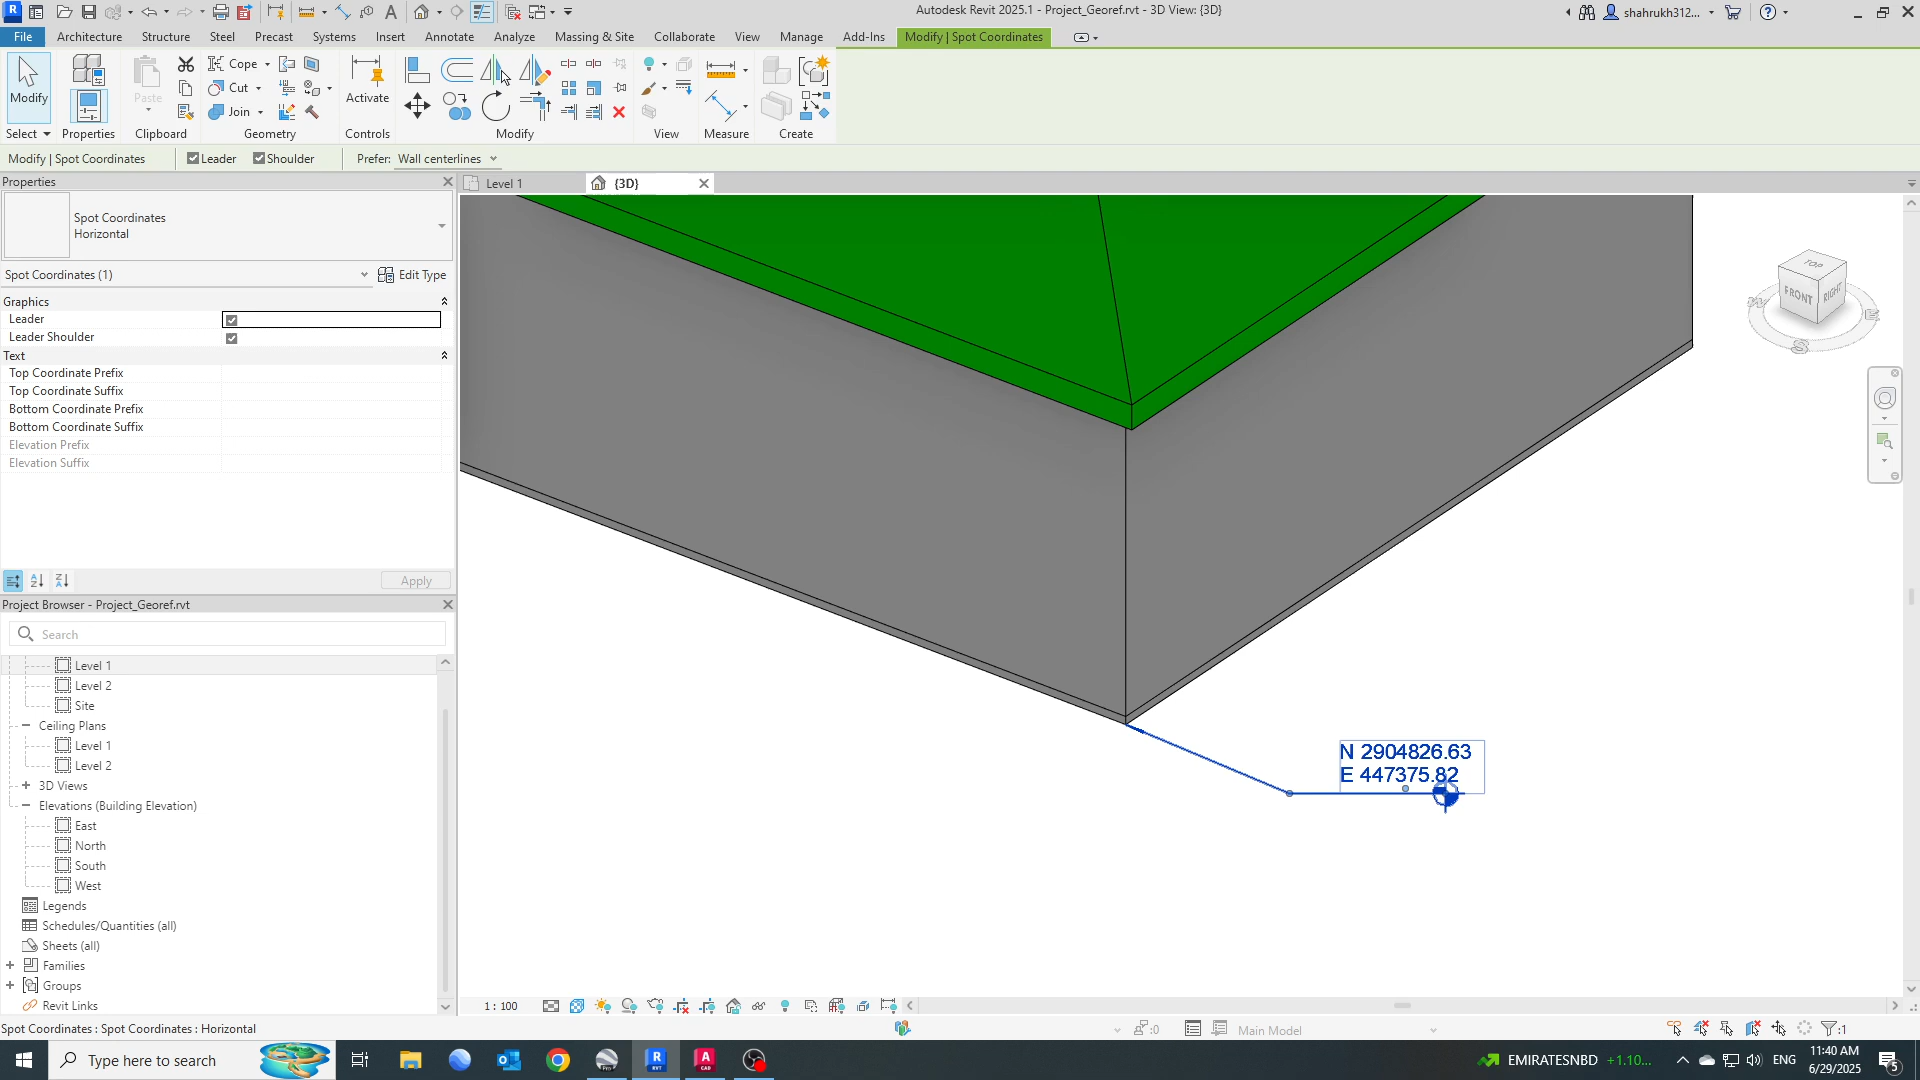 Autodesk Revit 2025.1 - Project_Georef.rvt - 3D View: {3D}
shahrukh312...
File Architecture Structure Steel Precast Systems Insert Annotate Analyze Massing & Site Collaborate View Manage Add-Ins Modify | Spot Coordinates
Modify
Paste
Cope
Cut
Join
Activate
Select Properties Clipboard Geometry Controls Modify View Measure Create
Modify | Spot Coordinates Leader Shoulder Prefer: Wall centerlines
Properties
Level 1 {3D}
Spot Coordinates
Horizontal
Spot Coordinates (1) Edit Type
Graphics
Leader
Leader Shoulder
Text
Top Coordinate Prefix
Top Coordinate Suffix
Bottom Coordinate Prefix
Bottom Coordinate Suffix
Elevation Prefix
Elevation Suffix
Apply
Project Browser - Project_Georef.rvt
Search
Level 1
Level 2
Site
Ceiling Plans
Level 1
Level 2
3D Views
Elevations (Building Elevation)
East
North
South
West
Legends
Schedules/Quantities (all)
Sheets (all)
Families
Groups
Revit Links
TOP
FRONT RIGHT
W
E
S
N 2904826.63
E 447375.82
1 : 100
Spot Coordinates : Spot Coordinates : Horizontal
:0
Main Model
:1
Type here to search
EMIRATESNBD +1.10...
ENG
11:40 AM
6/29/2025
5